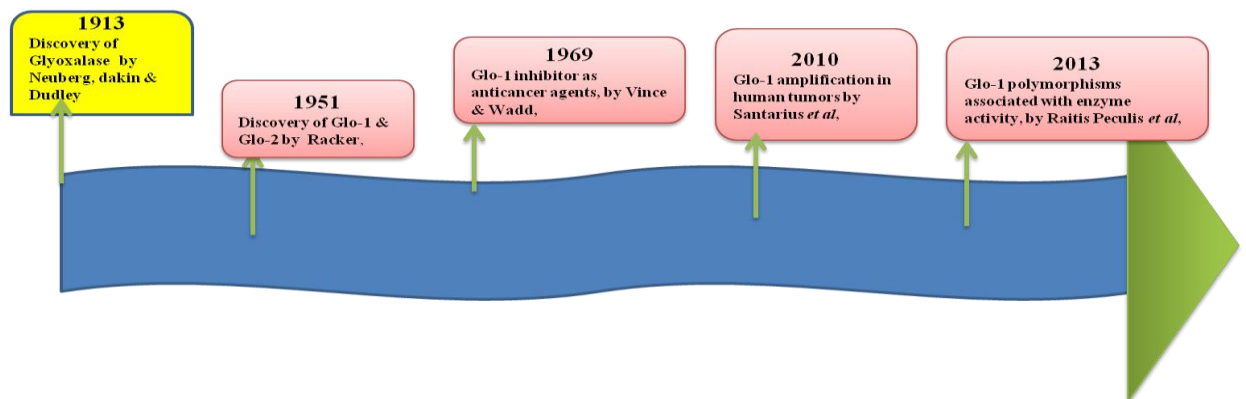 1913
Discovery of
Glyoxalase by
Neuberg, dakin &
Dudley
1951
Discovery of Glo-1 &
Glo-2 by Racker,
1969
Glo-1 inhibitor as
anticancer agents, by Vince
& Wadd,
2010
Glo-1 amplification in
human tumors by
Santarius et al,
2013
Glo-1 polymorphisms
associated with enzyme
activity, by Raitis Peculis et al,